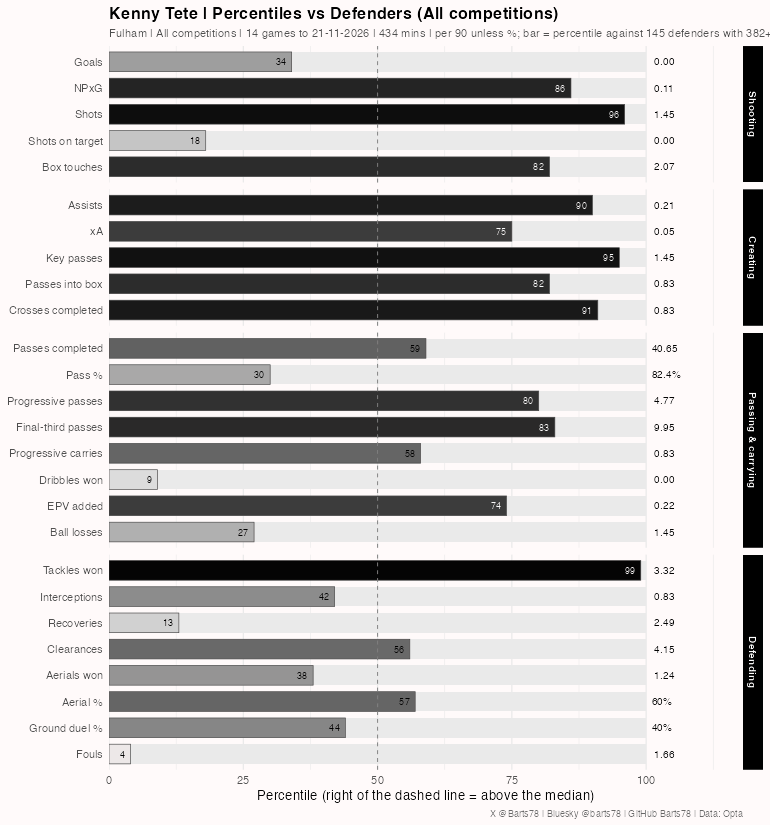 Kenny Tete | Percentiles vs Defenders (All competitions)
Fulham | All competitions | 14 games to 21-11-2026 | 434 mins | per 90 unless %; bar = percentile against 145 defenders with 382+
Goals 34 0.00
NPxG 86 0.11
Shots 96 1.45
Shots on target 18 0.00
Box touches 82 2.07
Shooting
Assists 90 0.21
xA 75 0.05
Key passes 95 1.45
Passes into box 82 0.83
Crosses completed 91 0.83
Creating
Passes completed 59 40.65
Pass % 30 82.4%
Progressive passes 80 4.77
Final-third passes 83 9.95
Progressive carries 58 0.83
Dribbles won 9 0.00
EPV added 74 0.22
Ball losses 27 1.45
Passing & carrying
Tackles won 99 3.32
Interceptions 42 0.83
Recoveries 13 2.49
Clearances 56 4.15
Aerials won 38 1.24
Aerial % 57 60%
Ground duel % 44 40%
Fouls 4 1.66
Defending
0 25 50 75 100
Percentile (right of the dashed line = above the median)
X @Barts78 | Bluesky @barts78 | GitHub Barts78 | Data: Opta